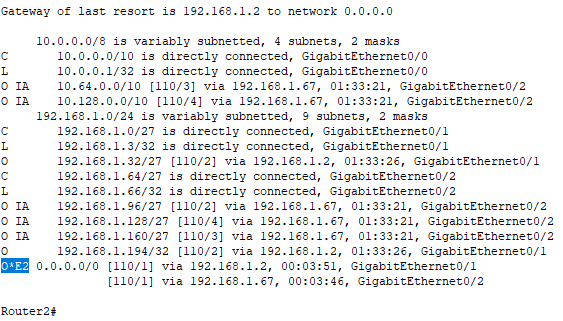 Gateway of last resort is 192.168.1.2 to network 0.0.0.0
10.0.0.0/8 is variably subnetted, 4 subnets, 2 masks
C 10.0.0.0/10 is directly connected, GigabitEthernet0/0
L 10.0.0.1/32 is directly connected, GigabitEthernet0/0
O IA 10.64.0.0/10 [110/3] via 192.168.1.67, 01:33:21, GigabitEthernet0/2
O IA 10.128.0.0/10 [110/4] via 192.168.1.67, 01:33:21, GigabitEthernet0/2
192.168.1.0/24 is variably subnetted, 9 subnets, 2 masks
C 192.168.1.0/27 is directly connected, GigabitEthernet0/1
L 192.168.1.3/32 is directly connected, GigabitEthernet0/1
O 192.168.1.32/27 [110/2] via 192.168.1.2, 01:33:26, GigabitEthernet0/1
C 192.168.1.64/27 is directly connected, GigabitEthernet0/2
L 192.168.1.66/32 is directly connected, GigabitEthernet0/2
O IA 192.168.1.96/27 [110/2] via 192.168.1.67, 01:33:21, GigabitEthernet0/2
O IA 192.168.1.128/27 [110/4] via 192.168.1.67, 01:33:21, GigabitEthernet0/2
O IA 192.168.1.160/27 [110/3] via 192.168.1.67, 01:33:21, GigabitEthernet0/2
O 192.168.1.194/32 [110/2] via 192.168.1.2, 01:33:26, GigabitEthernet0/1
O*E2 0.0.0.0/0 [110/1] via 192.168.1.2, 00:03:51, GigabitEthernet0/1
[110/1] via 192.168.1.67, 00:03:46, GigabitEthernet0/2
Router2#